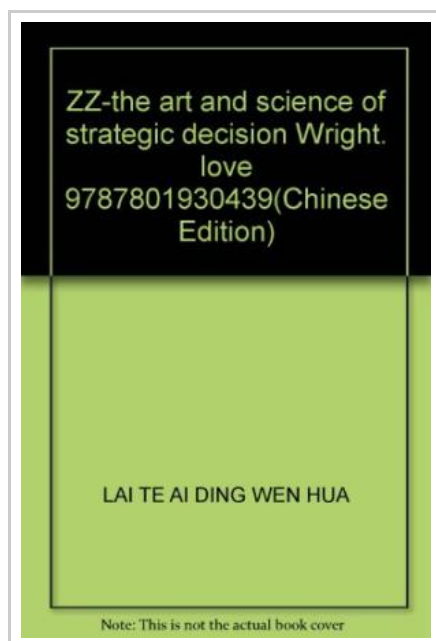 ZZ-the art and science of
strategic decision Wright.
love
9787801930439(Chinese
Edition)
LAI TE AI DING WEN HUA
Note: This is not the actual book cover